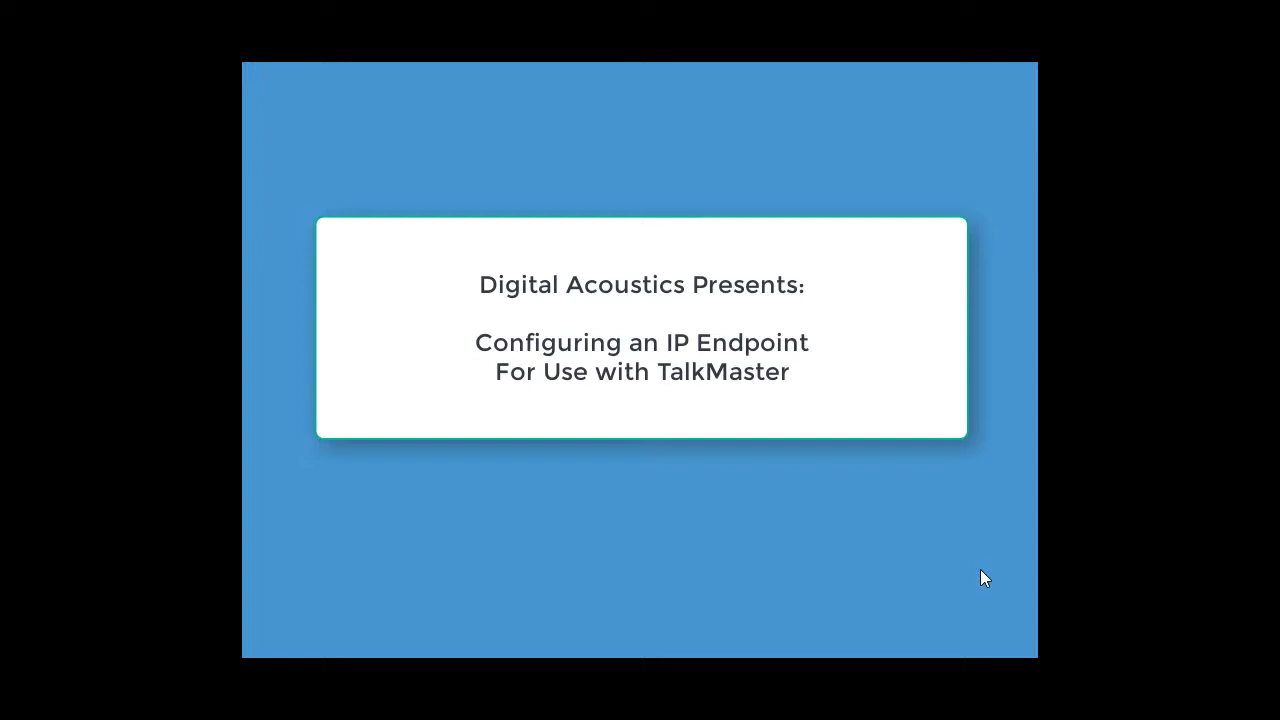 Digital Acoustics Presents:
Configuring an IP Endpoint
For Use with TalkMaster